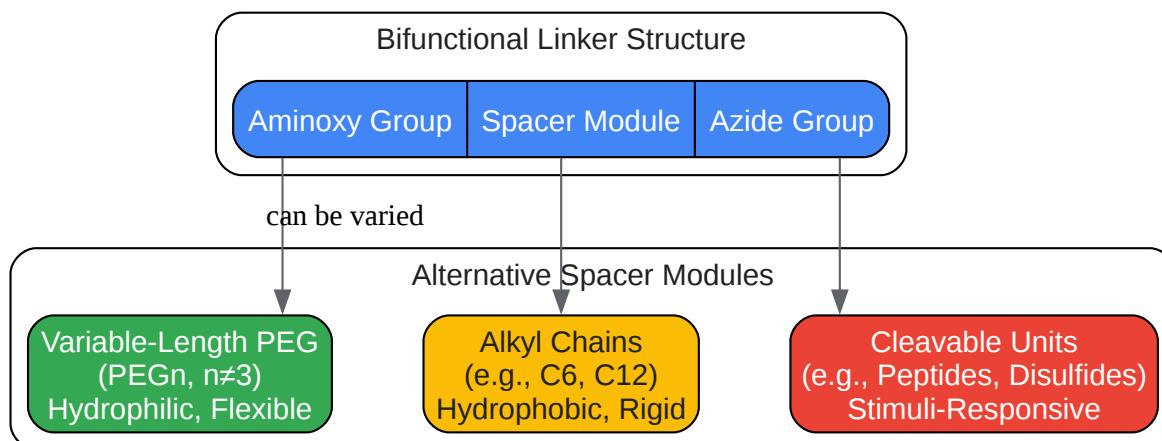 Bifunctional Linker Structure
Aminoxy Group Spacer Module Azide Group
can be varied
Alternative Spacer Modules
Variable-Length PEG
(PEGn, n≠3)
Hydrophilic, Flexible
Alkyl Chains
(e.g., C6, C12)
Hydrophobic, Rigid
Cleavable Units
(e.g., Peptides, Disulfides)
Stimuli-Responsive